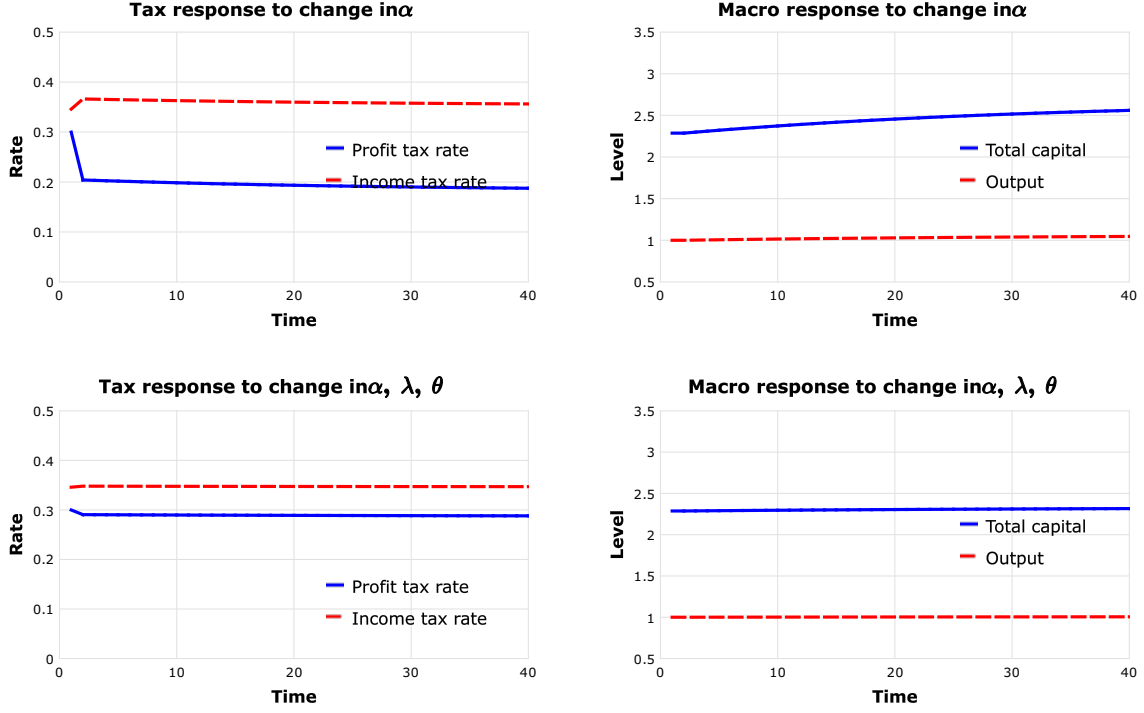 Tax response to change inα
Rate
0.5
0.4
0.3
0.2
0.1
0
Profit tax rate
Income tax rate
0
10
20
30
40
Time
Macro response to change inα
Level
3.5
3
2.5
2
1.5
1
0.5
Total capital
Output
0
10
20
30
40
Time
Tax response to change inα, λ, θ
Rate
0.5
0.4
0.3
0.2
0.1
0
Profit tax rate
Income tax rate
0
10
20
30
40
Time
Macro response to change inα, λ, θ
Level
3.5
3
2.5
2
1.5
1
0.5
Total capital
Output
0
10
20
30
40
Time